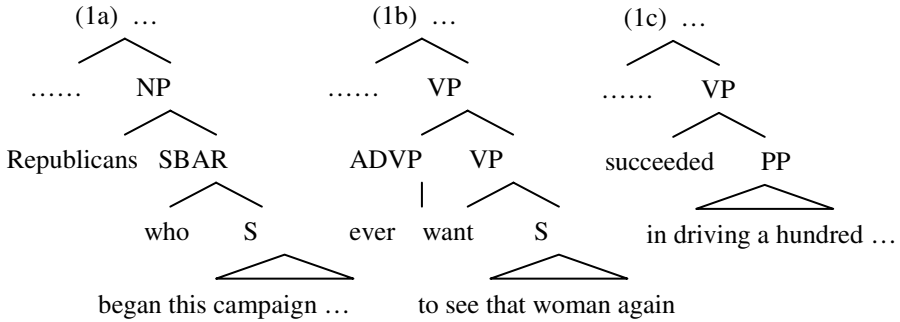 (1a) … (1b) … (1c) …
…… NP …… VP …… VP
Republicans SBAR ADVP VP succeeded PP
who S ever want S in driving a hundred …
began this campaign … to see that woman again